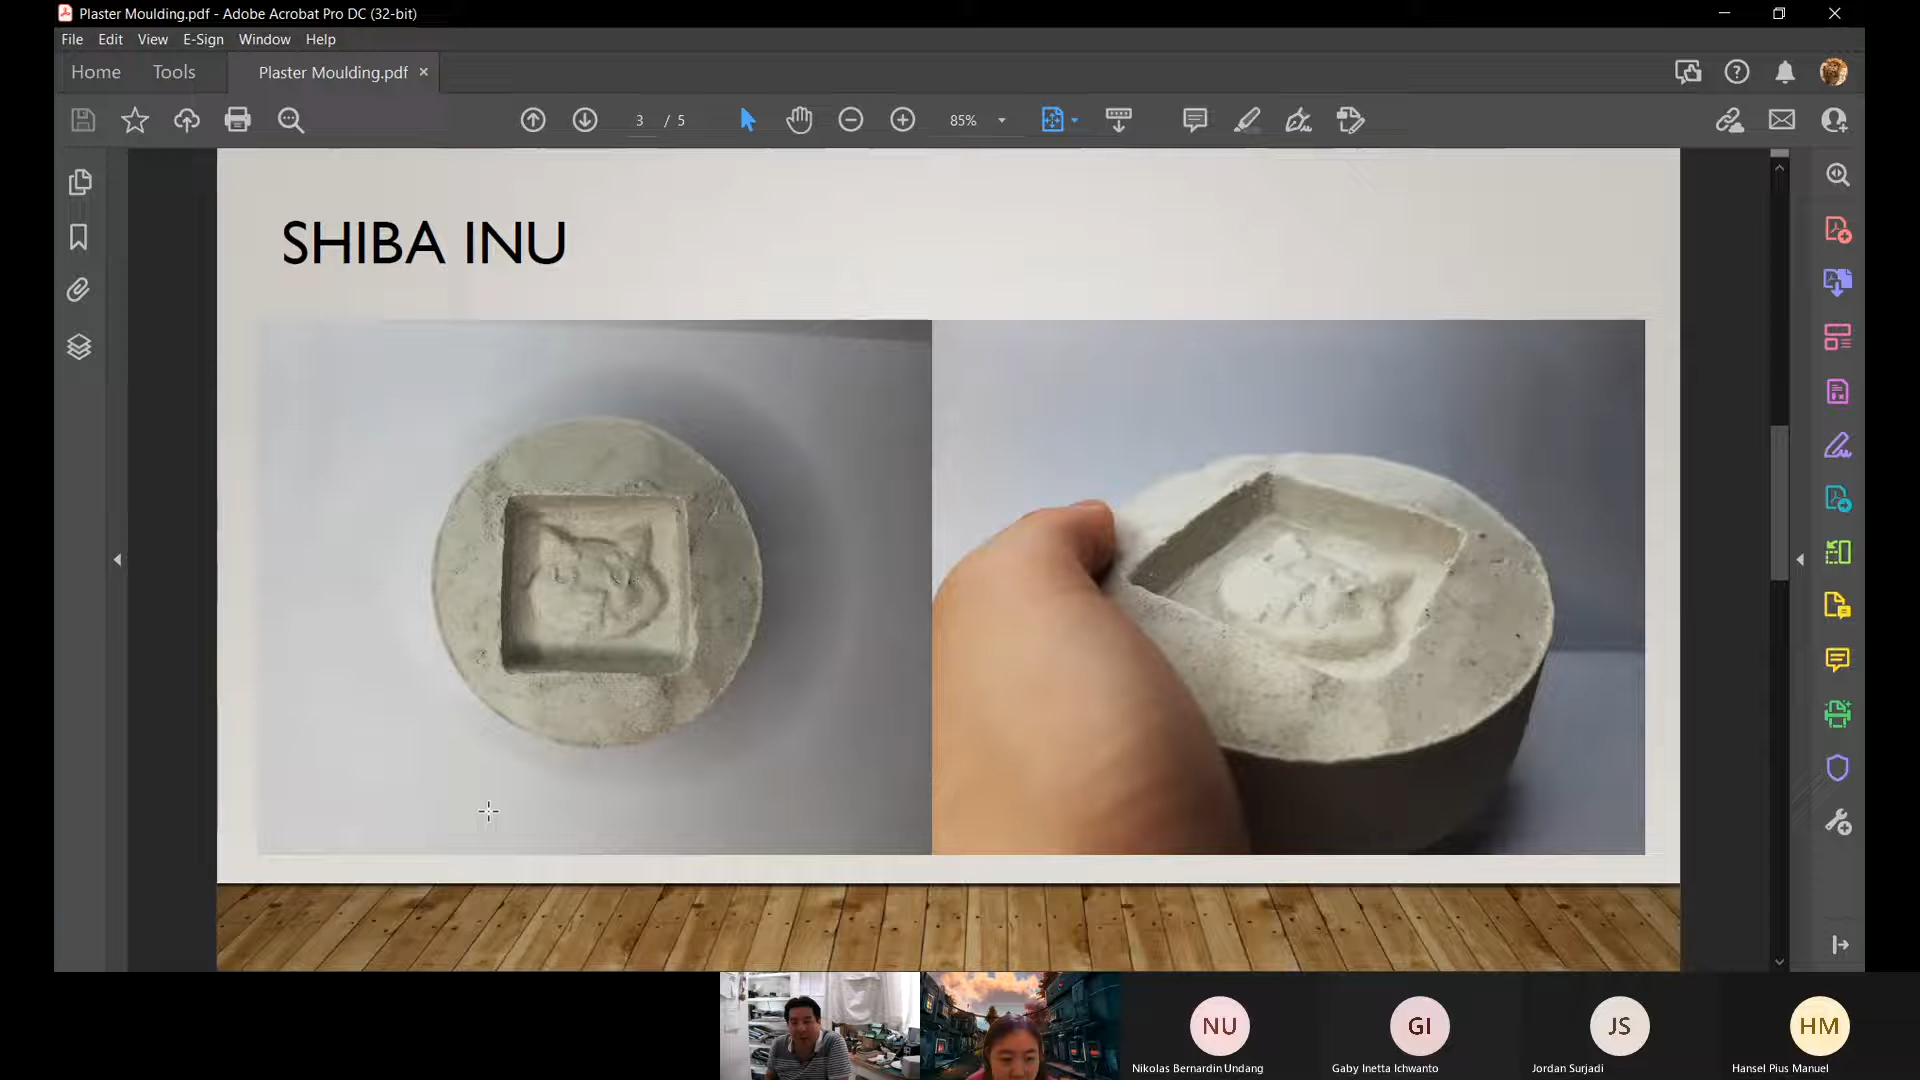 Plaster Moulding.pdf - Adobe Acrobat Pro DC (32-bit)
File Edit View E-Sign Window Help
Home Tools Plaster Moulding.pdf ×
3 / 5 85%
SHIBA INU
NU GI JS HM
Nikolas Bernardin Undang Gaby Inetta Ichwanto Jordan Surjadi Hansel Pius Manuel